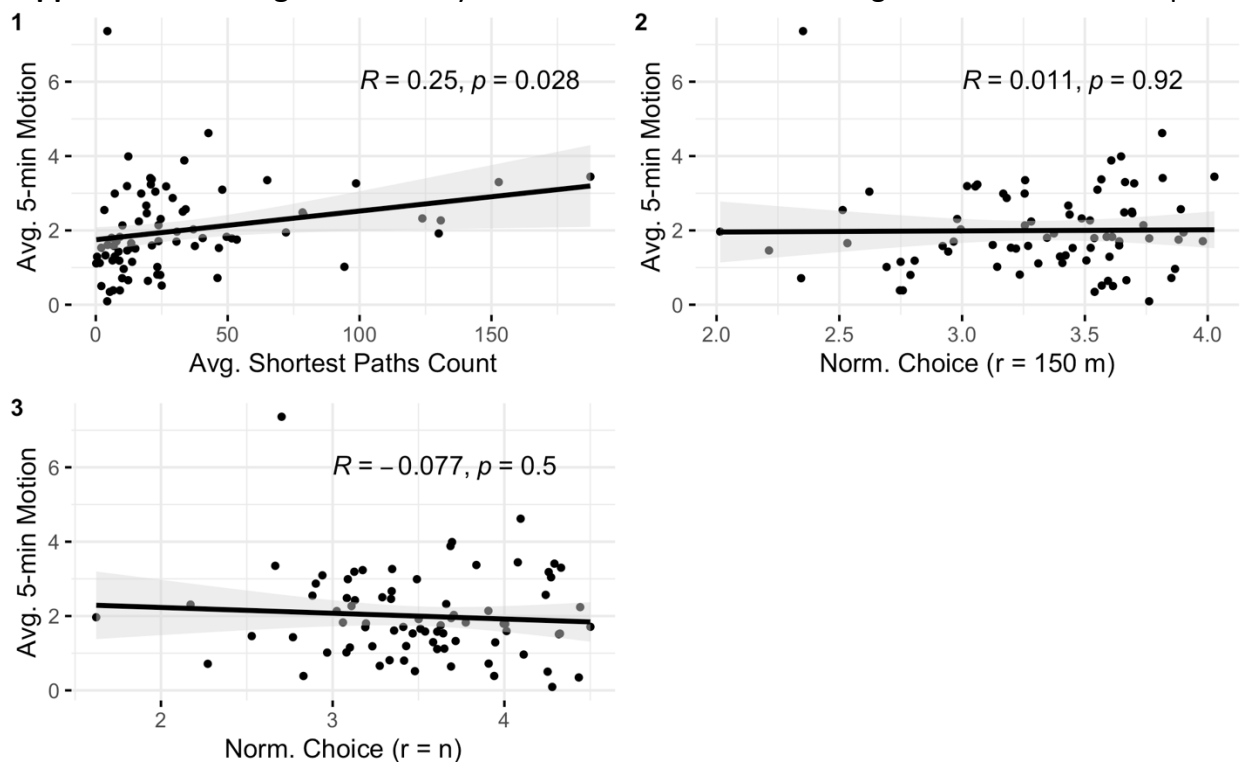 1
R = 0.25, p = 0.028
Avg. 5-min Motion
6
4
2
0
0 50 100 150
Avg. Shortest Paths Count
2
R = 0.011, p = 0.92
Avg. 5-min Motion
6
4
2
0
2.0 2.5 3.0 3.5 4.0
Norm. Choice (r = 150 m)
3
R = −0.077, p = 0.5
Avg. 5-min Motion
6
4
2
0
2 3 4
Norm. Choice (r = n)